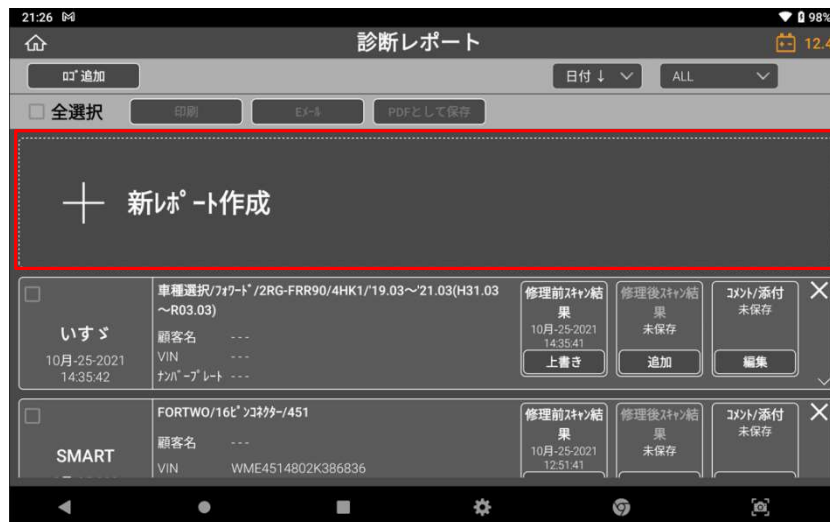 21:26
98%
診断レポート
12.4
ﾛｺﾞ追加
日付↓
ALL
全選択
印刷
Eﾒｰﾙ
PDFとして保存
新ﾚﾎﾟｰﾄ作成
車種選択/ﾌｫﾜｰﾄﾞ/2RG-FRR90/4HK1/'19.03～'21.03(H31.03
～R03.03)
いすゞ
10月-25-2021
14:35:42
顧客名 ---
VIN ---
ﾅﾝﾊﾞｰﾌﾟﾚｰﾄ ---
修理前ｽｷｬﾝ結
果
10月-25-2021
14:35:41
上書き
修理後ｽｷｬﾝ結
果
未保存
追加
ｺﾒﾝﾄ/添付
未保存
編集
FORTWO/16ﾋﾟﾝｺﾈｸﾀｰ/451
SMART
顧客名 ---
VIN WME4514802K386836
修理前ｽｷｬﾝ結
果
10月-25-2021
12:51:41
修理後ｽｷｬﾝ結
果
未保存
ｺﾒﾝﾄ/添付
未保存